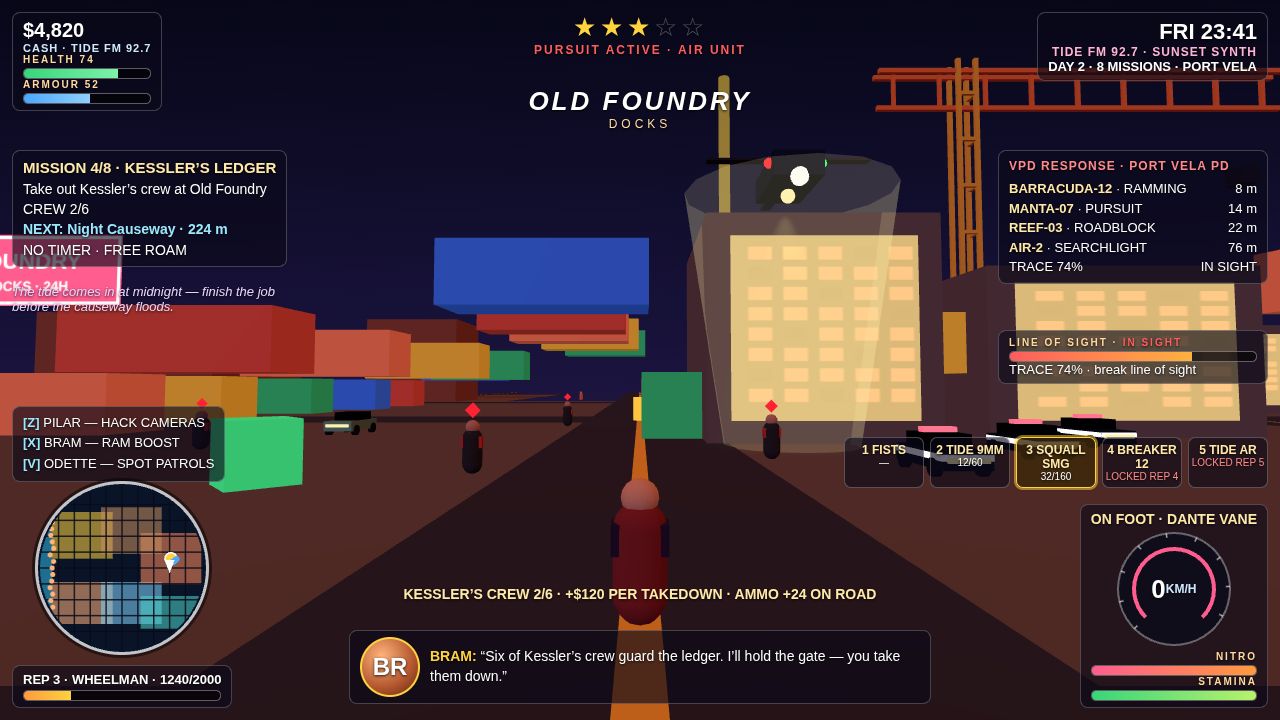 $4,820
CASH · TIDE FM 92.7
HEALTH 74
ARMOUR 52
★★★☆☆
PURSUIT ACTIVE · AIR UNIT
OLD FOUNDRY
DOCKS
FRI 23:41
TIDE FM 92.7 · SUNSET SYNTH
DAY 2 · 8 MISSIONS · PORT VELA
MISSION 4/8 · KESSLER’S LEDGER
Take out Kessler’s crew at Old Foundry
CREW 2/6
NEXT: Night Causeway · 224 m
NO TIMER · FREE ROAM
OUNDRY
OCKS · 24H
The tide comes in at midnight — finish the job
before the causeway floods.
VPD RESPONSE · PORT VELA PD
BARRACUDA-12 · RAMMING 8 m
MANTA-07 · PURSUIT 14 m
REEF-03 · ROADBLOCK 22 m
AIR-2 · SEARCHLIGHT 76 m
TRACE 74% IN SIGHT
LINE OF SIGHT · IN SIGHT
TRACE 74% · break line of sight
[Z] PILAR — HACK CAMERAS
[X] BRAM — RAM BOOST
[V] ODETTE — SPOT PATROLS
1 FISTS
—
2 TIDE 9MM
12/60
3 SQUALL
SMG
32/160
4 BREAKER
12
LOCKED REP 4
5 TIDE AR
LOCKED REP 5
ON FOOT · DANTE VANE
0 KM/H
NITRO
STAMINA
KESSLER’S CREW 2/6 · +$120 PER TAKEDOWN · AMMO +24 ON ROAD
BR
BRAM: “Six of Kessler’s crew guard the ledger. I’ll hold the gate — you take
them down.”
REP 3 · WHEELMAN · 1240/2000